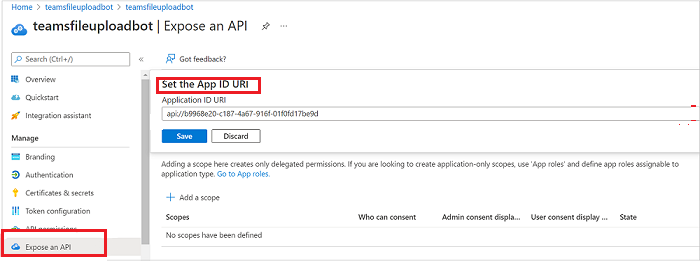 Home > teamsfileuploadbot > teamsfileuploadbot
teamsfileuploadbot | Expose an API
Search (Ctrl+/)
Got feedback?
Overview
Quickstart
Integration assistant
Manage
Branding
Authentication
Certificates & secrets
Token configuration
API permissions
Expose an API
Set the App ID URI
Application ID URI
api://b9968e20-c187-4a67-916f-01f0fd17be9d
Save Discard
Adding a scope here creates only delegated permissions. If you are looking to create application-only scopes, use 'App roles' and define app roles assignable to
application type. Go to App roles.
Add a scope
Scopes Who can consent Admin consent displa... User consent display ... State
No scopes have been defined